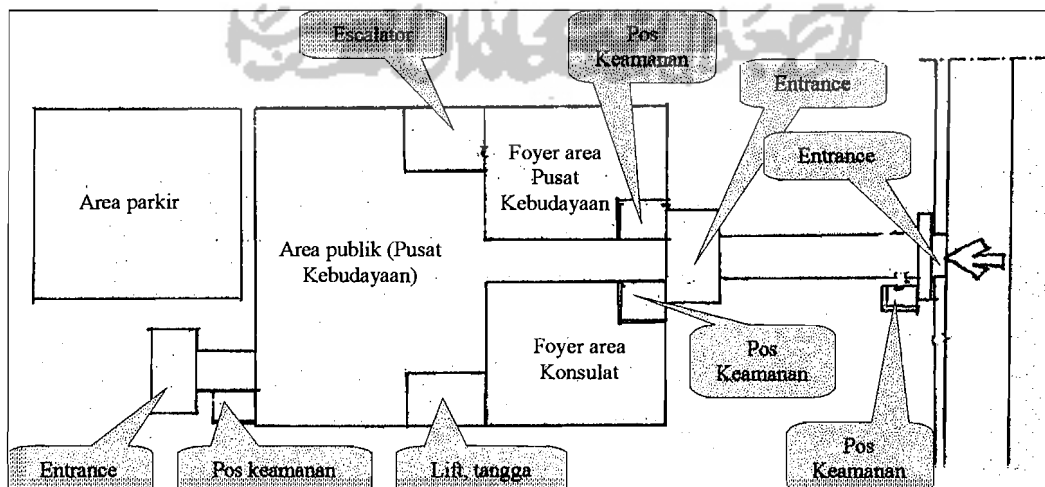 Escalator
Pos
Keamanan
Entrance
Entrance
Foyer area
Pusat
Kebudayaan
Area parkir
Area publik (Pusat
Kebudayaan)
Foyer area
Konsulat
Pos
Keamanan
Pos
Keamanan
Entrance
Pos keamanan
Lift, tangga